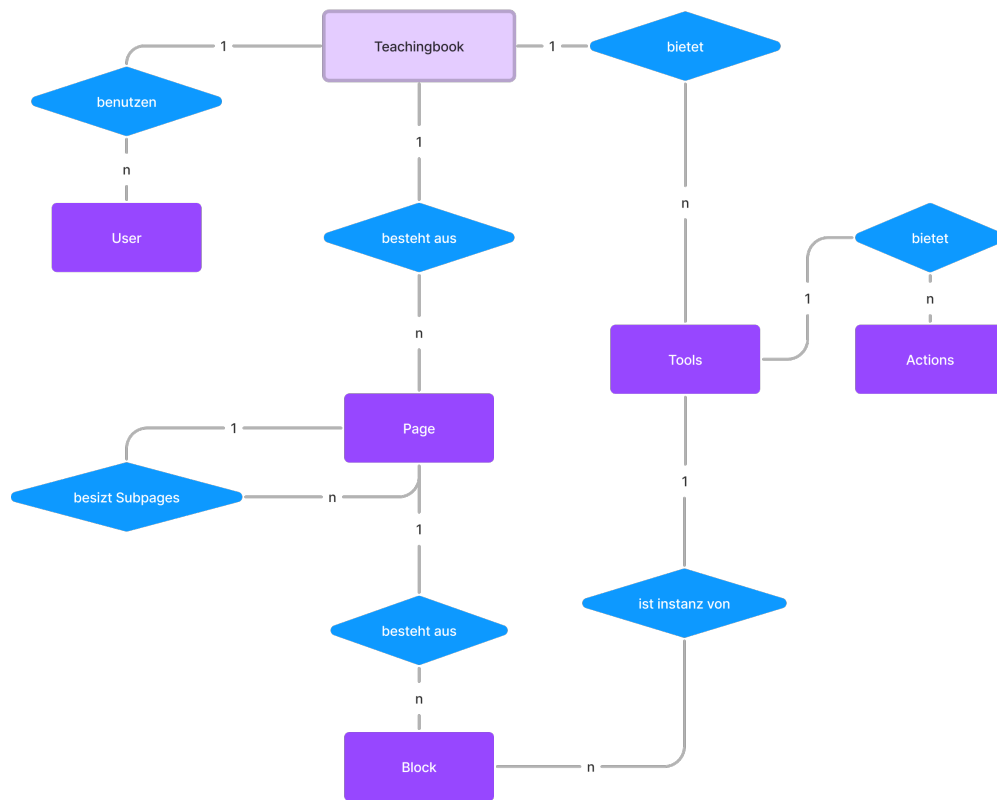 1
Teachingbook
1
bietet
benutzen
1
n
n
User
besteht aus
bietet
1
n
n
Tools
Actions
1
Page
1
besizt Subpages
n
1
1
ist instanz von
besteht aus
n
Block
n